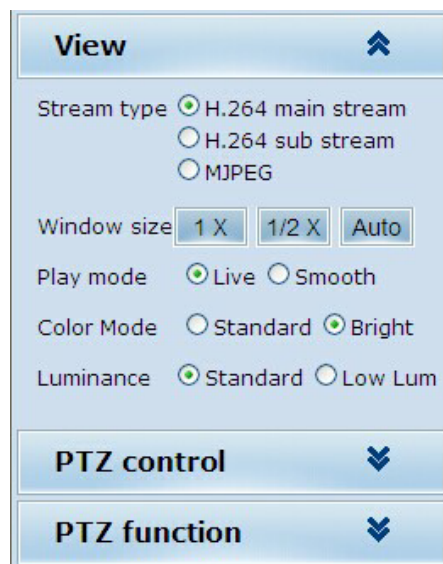 View
Stream type H.264 main stream
H.264 sub stream
MJPEG
Window size 1 X 1/2 X Auto
Play mode Live Smooth
Color Mode Standard Bright
Luminance Standard Low Lum
PTZ control
PTZ function